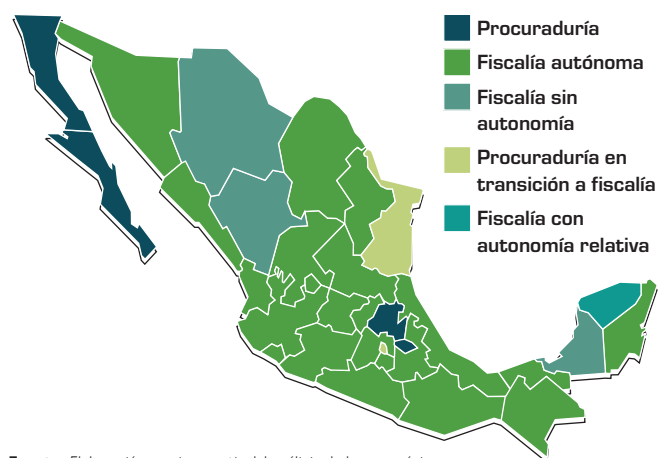 Procuraduría
Fiscalía autónoma
Fiscalía sin
autonomía
Procuraduría en
transición a fiscalía
Fiscalía con
autonomía relativa